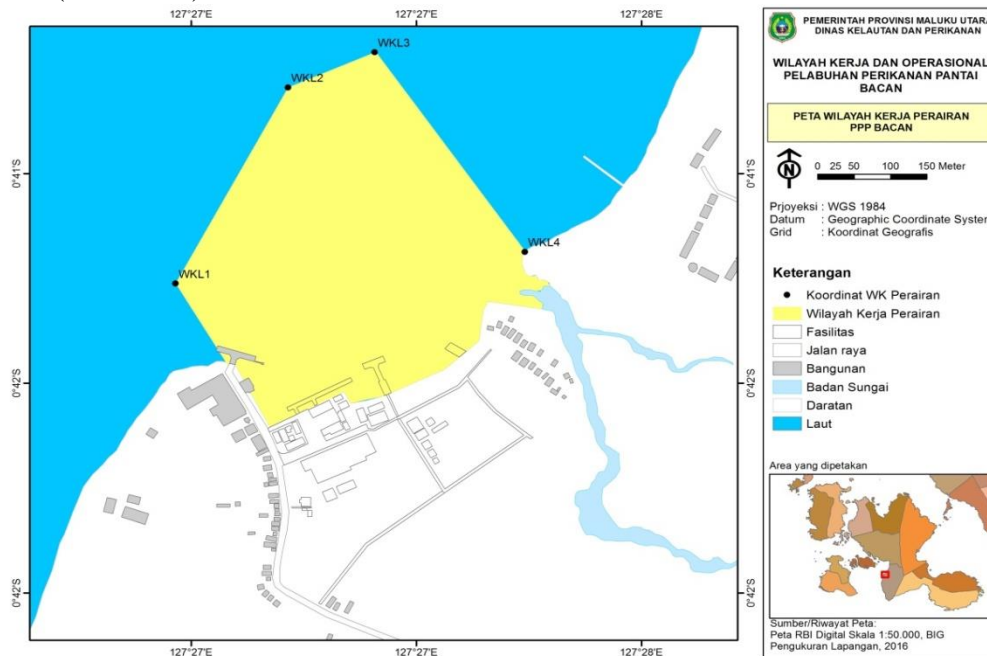 127°27'E
127°27'E
127°28'E
WKL3
WKL2
0°41'S
0°41'S
WKL4
WKL1
0°42'S
0°42'S
0°42'S
0°42'S
127°27'E
127°27'E
127°28'E
PEMERINTAH PROVINSI MALUKU UTARA
DINAS KELAUTAN DAN PERIKANAN
WILAYAH KERJA DAN OPERASIONAL
PELABUHAN PERIKANAN PANTAI
BACAN
PETA WILAYAH KERJA PERAIRAN
PPP BACAN
N
0 25 50 100 150 Meter
Prjoyeksi : WGS 1984
Datum : Geographic Coordinate System
Grid : Koordinat Geografis
Keterangan
Koordinat WK Perairan
Wilayah Kerja Perairan
Fasilitas
Jalan raya
Bangunan
Badan Sungai
Daratan
Laut
Area yang dipetakan
Sumber/Riwayat Peta:
Peta RBI Digital Skala 1:50.000, BIG
Pengukuran Lapangan, 2016